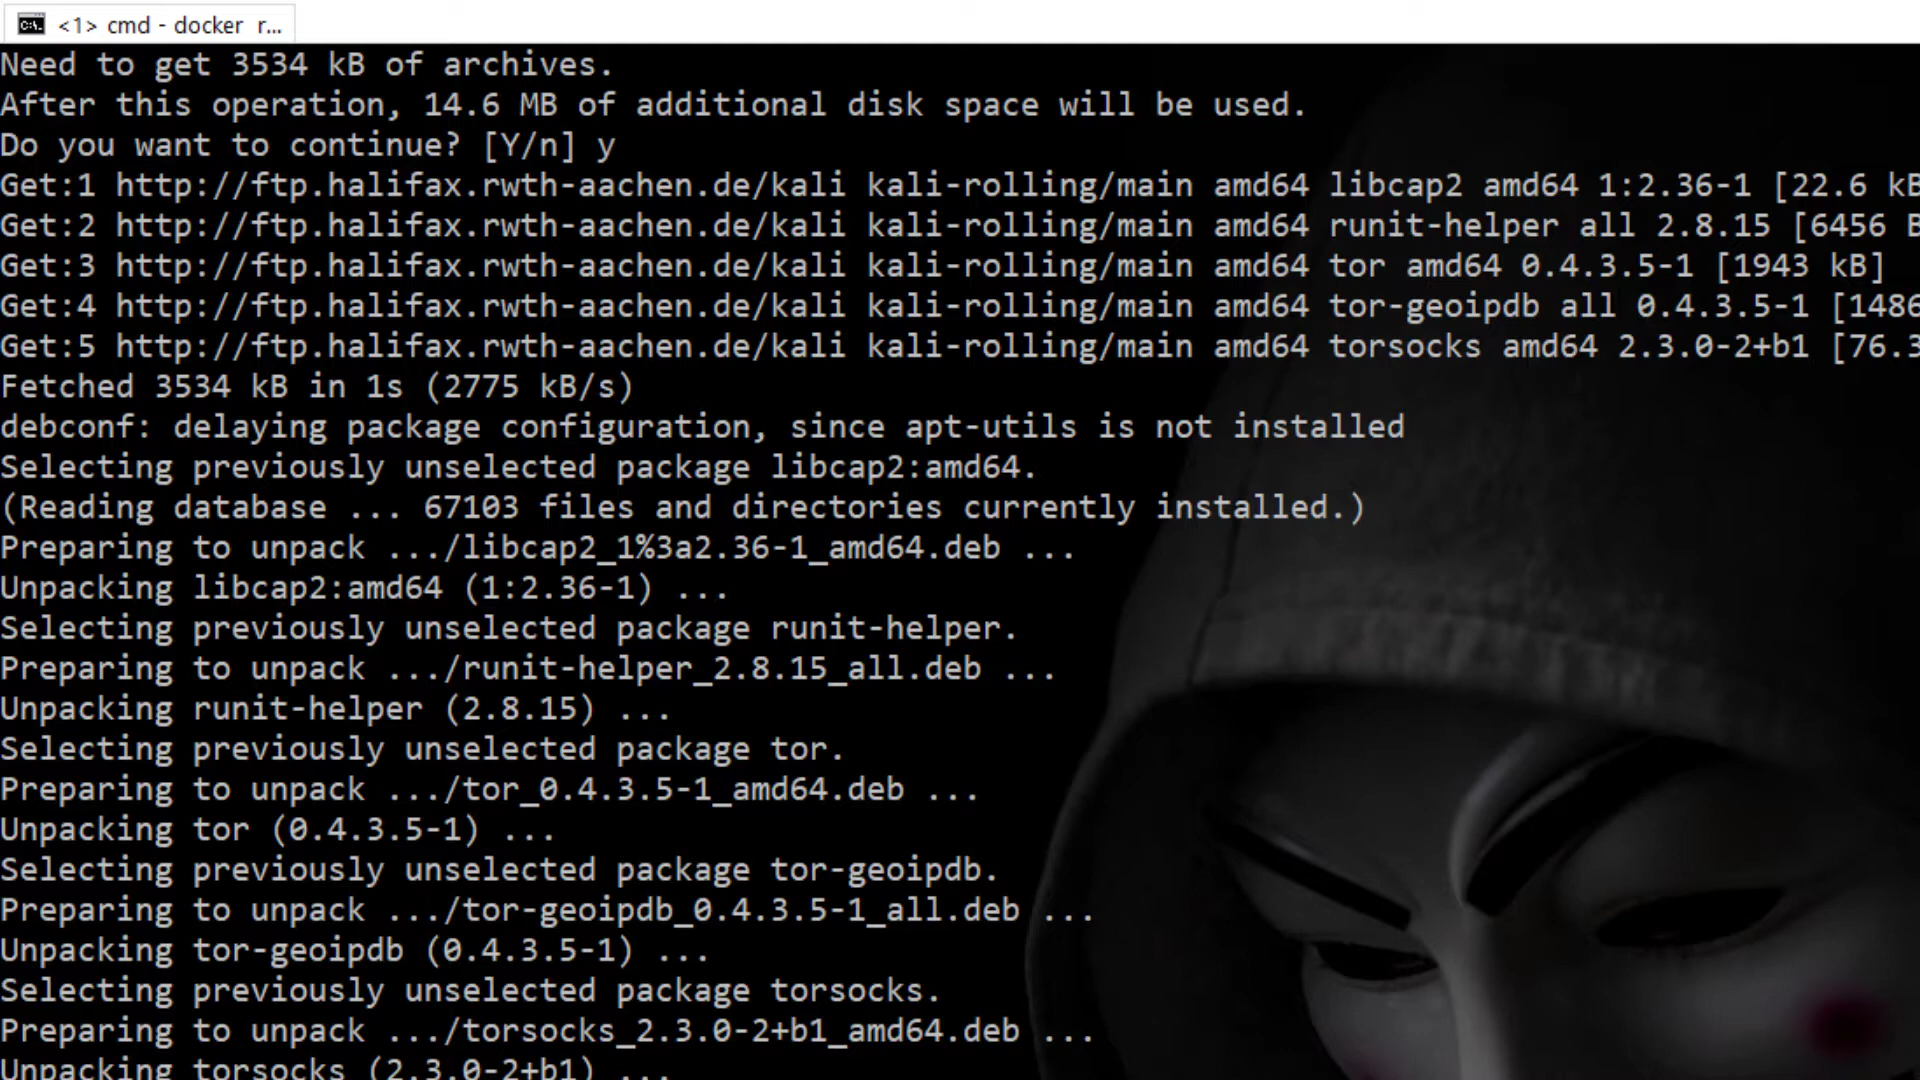 <1> cmd - docker r...
Need to get 3534 kB of archives.
After this operation, 14.6 MB of additional disk space will be used.
Do you want to continue? [Y/n] y
Get:1 http://ftp.halifax.rwth-aachen.de/kali kali-rolling/main amd64 libcap2 amd64 1:2.36-1 [22.6 kB
Get:2 http://ftp.halifax.rwth-aachen.de/kali kali-rolling/main amd64 runit-helper all 2.8.15 [6456 B
Get:3 http://ftp.halifax.rwth-aachen.de/kali kali-rolling/main amd64 tor amd64 0.4.3.5-1 [1943 kB]
Get:4 http://ftp.halifax.rwth-aachen.de/kali kali-rolling/main amd64 tor-geoipdb all 0.4.3.5-1 [1486
Get:5 http://ftp.halifax.rwth-aachen.de/kali kali-rolling/main amd64 torsocks amd64 2.3.0-2+b1 [76.3
Fetched 3534 kB in 1s (2775 kB/s)
debconf: delaying package configuration, since apt-utils is not installed
Selecting previously unselected package libcap2:amd64.
(Reading database ... 67103 files and directories currently installed.)
Preparing to unpack .../libcap2_1%3a2.36-1_amd64.deb ...
Unpacking libcap2:amd64 (1:2.36-1) ...
Selecting previously unselected package runit-helper.
Preparing to unpack .../runit-helper_2.8.15_all.deb ...
Unpacking runit-helper (2.8.15) ...
Selecting previously unselected package tor.
Preparing to unpack .../tor_0.4.3.5-1_amd64.deb ...
Unpacking tor (0.4.3.5-1) ...
Selecting previously unselected package tor-geoipdb.
Preparing to unpack .../tor-geoipdb_0.4.3.5-1_all.deb ...
Unpacking tor-geoipdb (0.4.3.5-1) ...
Selecting previously unselected package torsocks.
Preparing to unpack .../torsocks_2.3.0-2+b1_amd64.deb ...
Unpacking torsocks (2.3.0-2+b1) ...